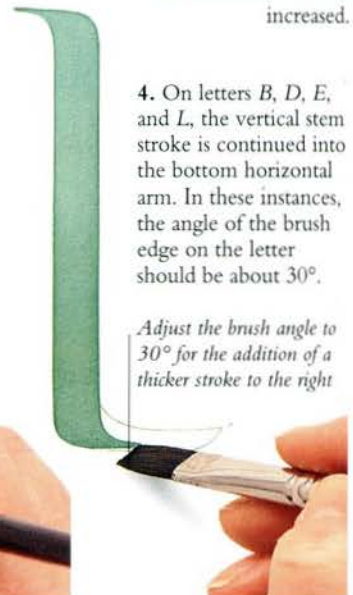 increased.
4. On letters B, D, E,
and L, the vertical stem
stroke is continued into
the bottom horizontal
arm. In these instances,
the angle of the brush
edge on the letter
should be about 30°.
Adjust the brush angle to
30° for the addition of a
thicker stroke to the right